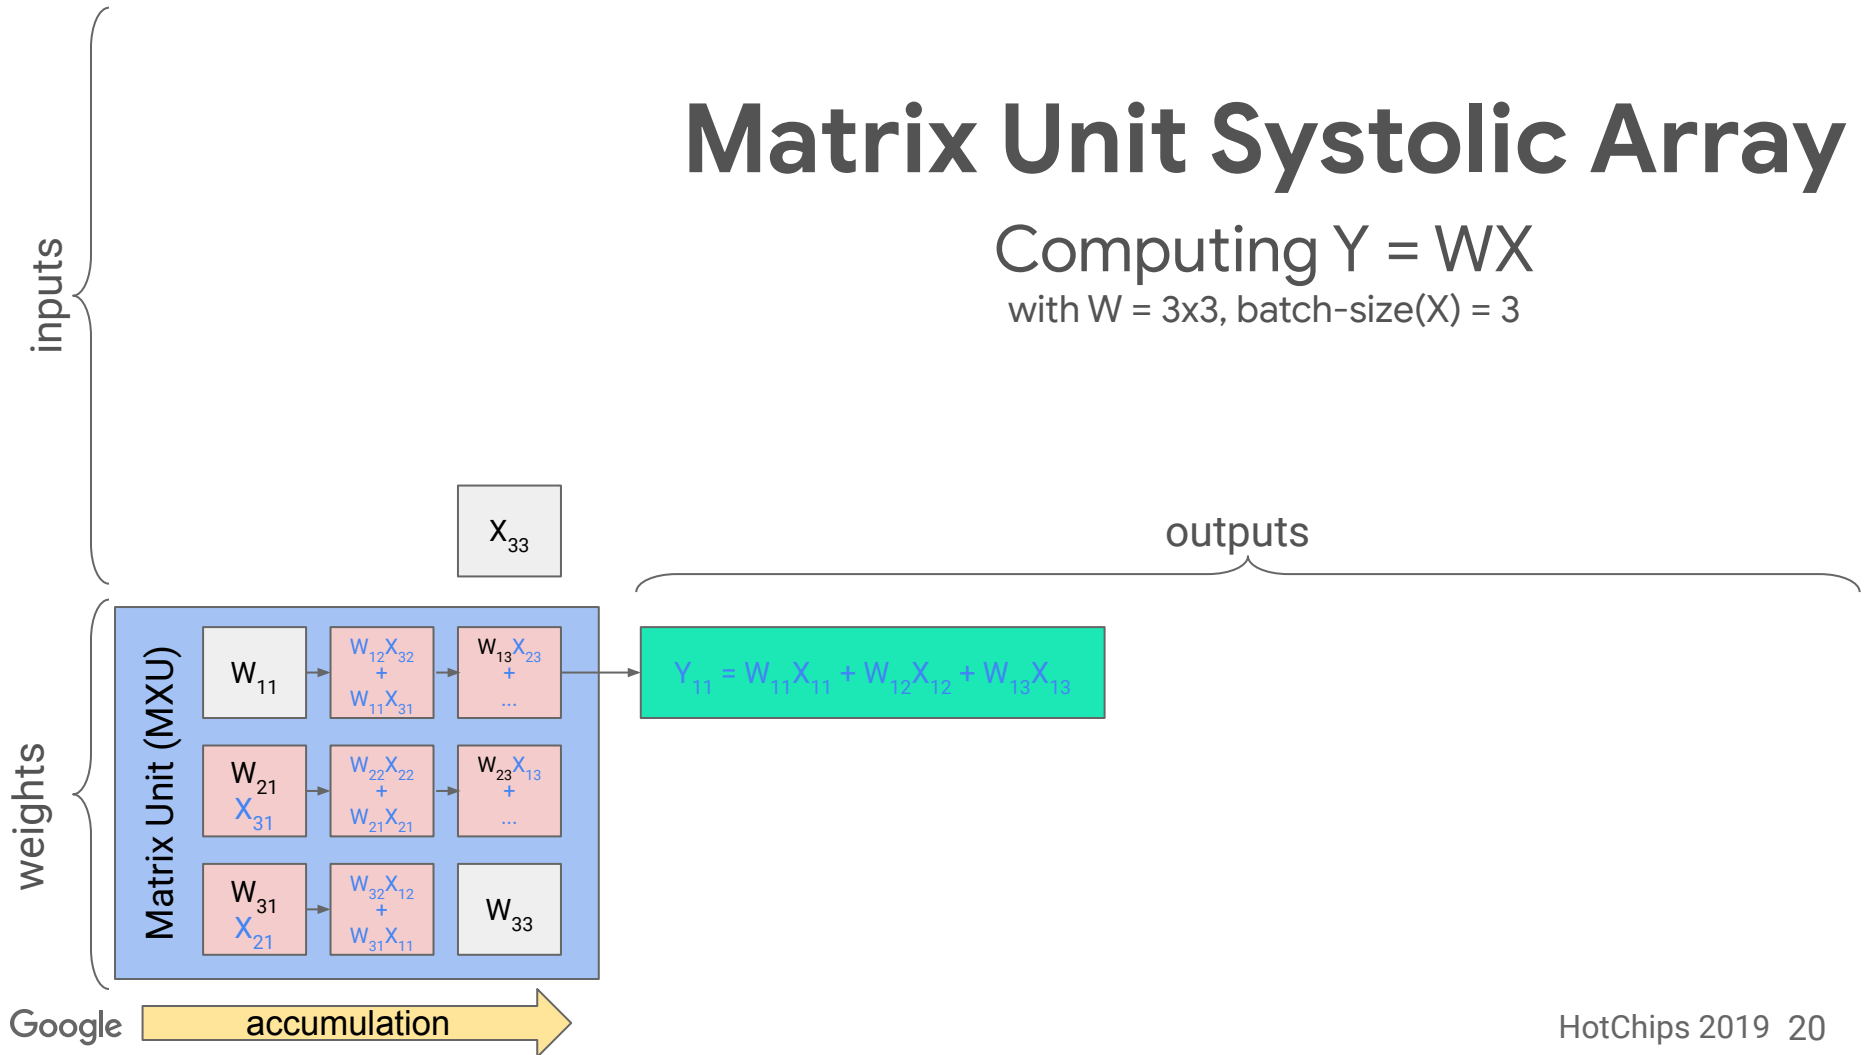 Matrix Unit Systolic Array
Computing Y = WX
with W = 3x3, batch-size(X) = 3
inputs
X33
outputs
weights
Matrix Unit (MXU)
W11
W12X32
+
W11X31
W13X23
+
...
Y11 = W11X11 + W12X12 + W13X13
W21
X31
W22X22
+
W21X21
W23X13
+
...
W31
X21
W32X12
+
W31X11
W33
Google
accumulation
HotChips 2019 20